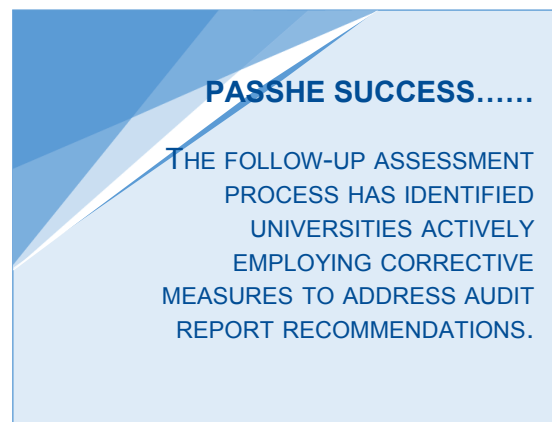 PASSHE SUCCESS……
THE FOLLOW-UP ASSESSMENT
PROCESS HAS IDENTIFIED
UNIVERSITIES ACTIVELY
EMPLOYING CORRECTIVE
MEASURES TO ADDRESS AUDIT
REPORT RECOMMENDATIONS.